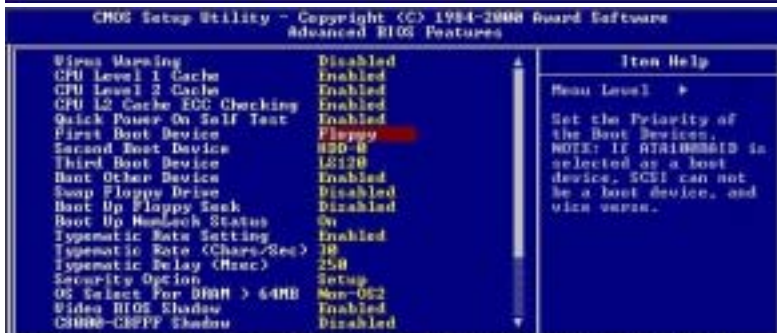 CMOS Setup Utility - Copyright (C) 1984-2000 Award Software
Advanced BIOS Features
Virus Warning Disabled
CPU Level 1 Cache Enabled
CPU Level 2 Cache Enabled
CPU L2 Cache ECC Checking Enabled
Quick Power On Self Test Enabled
First Boot Device Floppy
Second Boot Device HDD-0
Third Boot Device LS120
Boot Other Device Enabled
Swap Floppy Drive Disabled
Boot Up Floppy Seek Disabled
Boot Up NumLock Status On
Typematic Rate Setting Enabled
Typematic Rate (Chars/Sec) 30
Typematic Delay (Msec) 250
Security Option Setup
OS Select For DRAM > 64MB Non-OS2
Video BIOS Shadow Enabled
C8000-CBFFF Shadow Disabled
Item Help
Menu Level
Set the Priority of
the Boot Devices.
NOTE: If ATA100RAID is
selected as a boot
device, SCSI can not
be a boot device, and
vice verse.